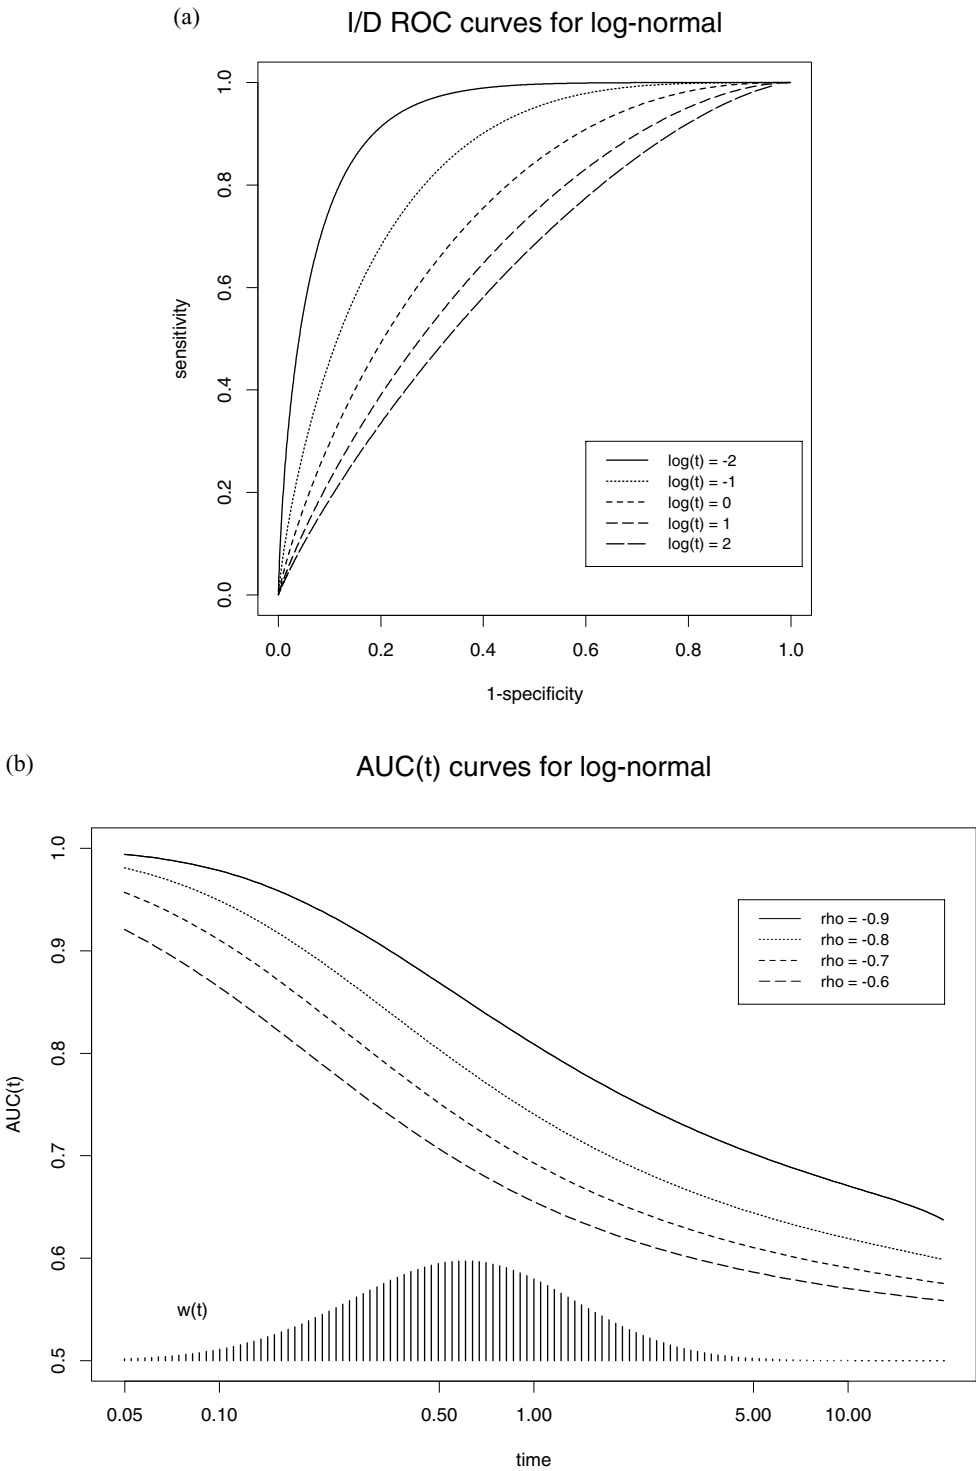 (a)
I/D ROC curves for log-normal
1.0
0.8
0.6
0.4
0.2
0.0
sensitivity
log(t) = -2
log(t) = -1
log(t) = 0
log(t) = 1
log(t) = 2
0.0 0.2 0.4 0.6 0.8 1.0
1-specificity
(b)
AUC(t) curves for log-normal
1.0
0.9
0.8
0.7
0.6
0.5
AUC(t)
rho = -0.9
rho = -0.8
rho = -0.7
rho = -0.6
w(t)
0.05 0.10 0.50 1.00 5.00 10.00
time